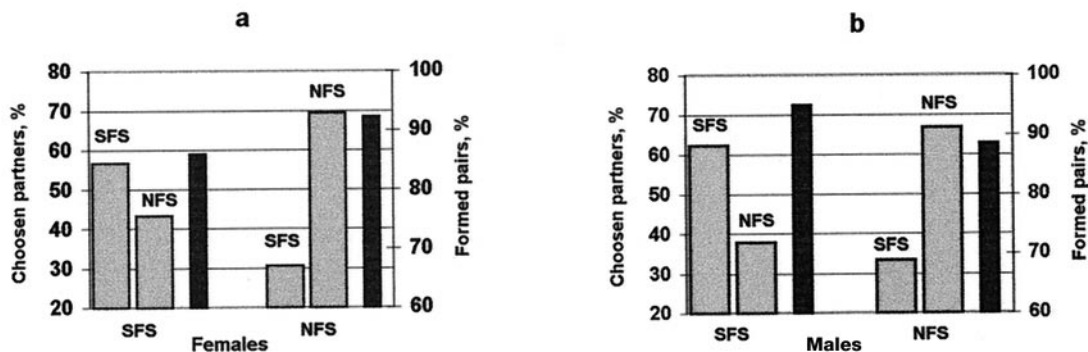 a
Choosen partners, %
80
70
60
50
40
30
20
SFS
NFS
SFS
NFS
100
90
80
70
60
Formed pairs, %
SFS
NFS
Females
b
Choosen partners, %
80
70
60
50
40
30
20
SFS
NFS
SFS
NFS
100
90
80
70
60
Formed pairs, %
SFS
NFS
Males